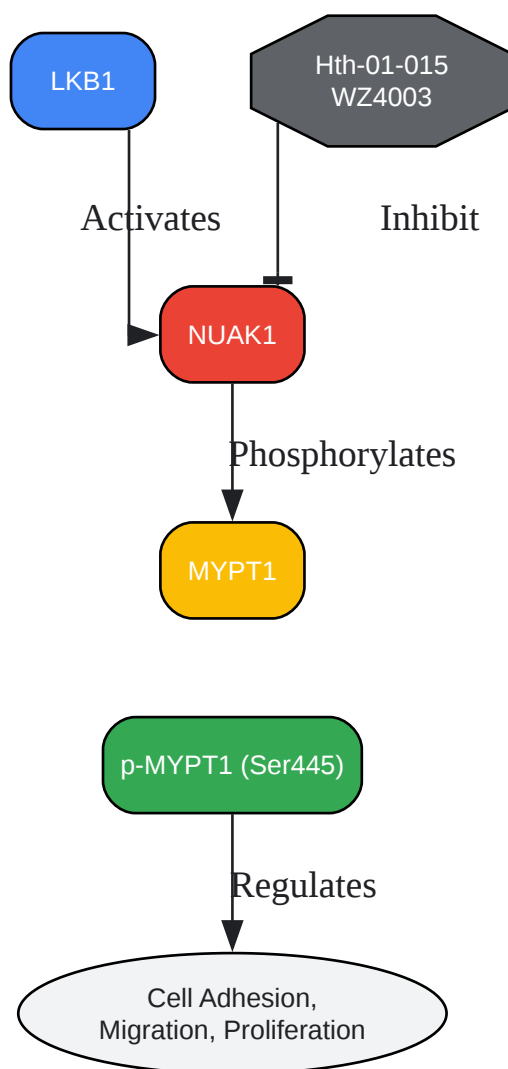 LKB1
Hth-01-015
WZ4003
Activates
Inhibit
NUAK1
Phosphorylates
MYPT1
p-MYPT1 (Ser445)
Regulates
Cell Adhesion,
Migration, Proliferation